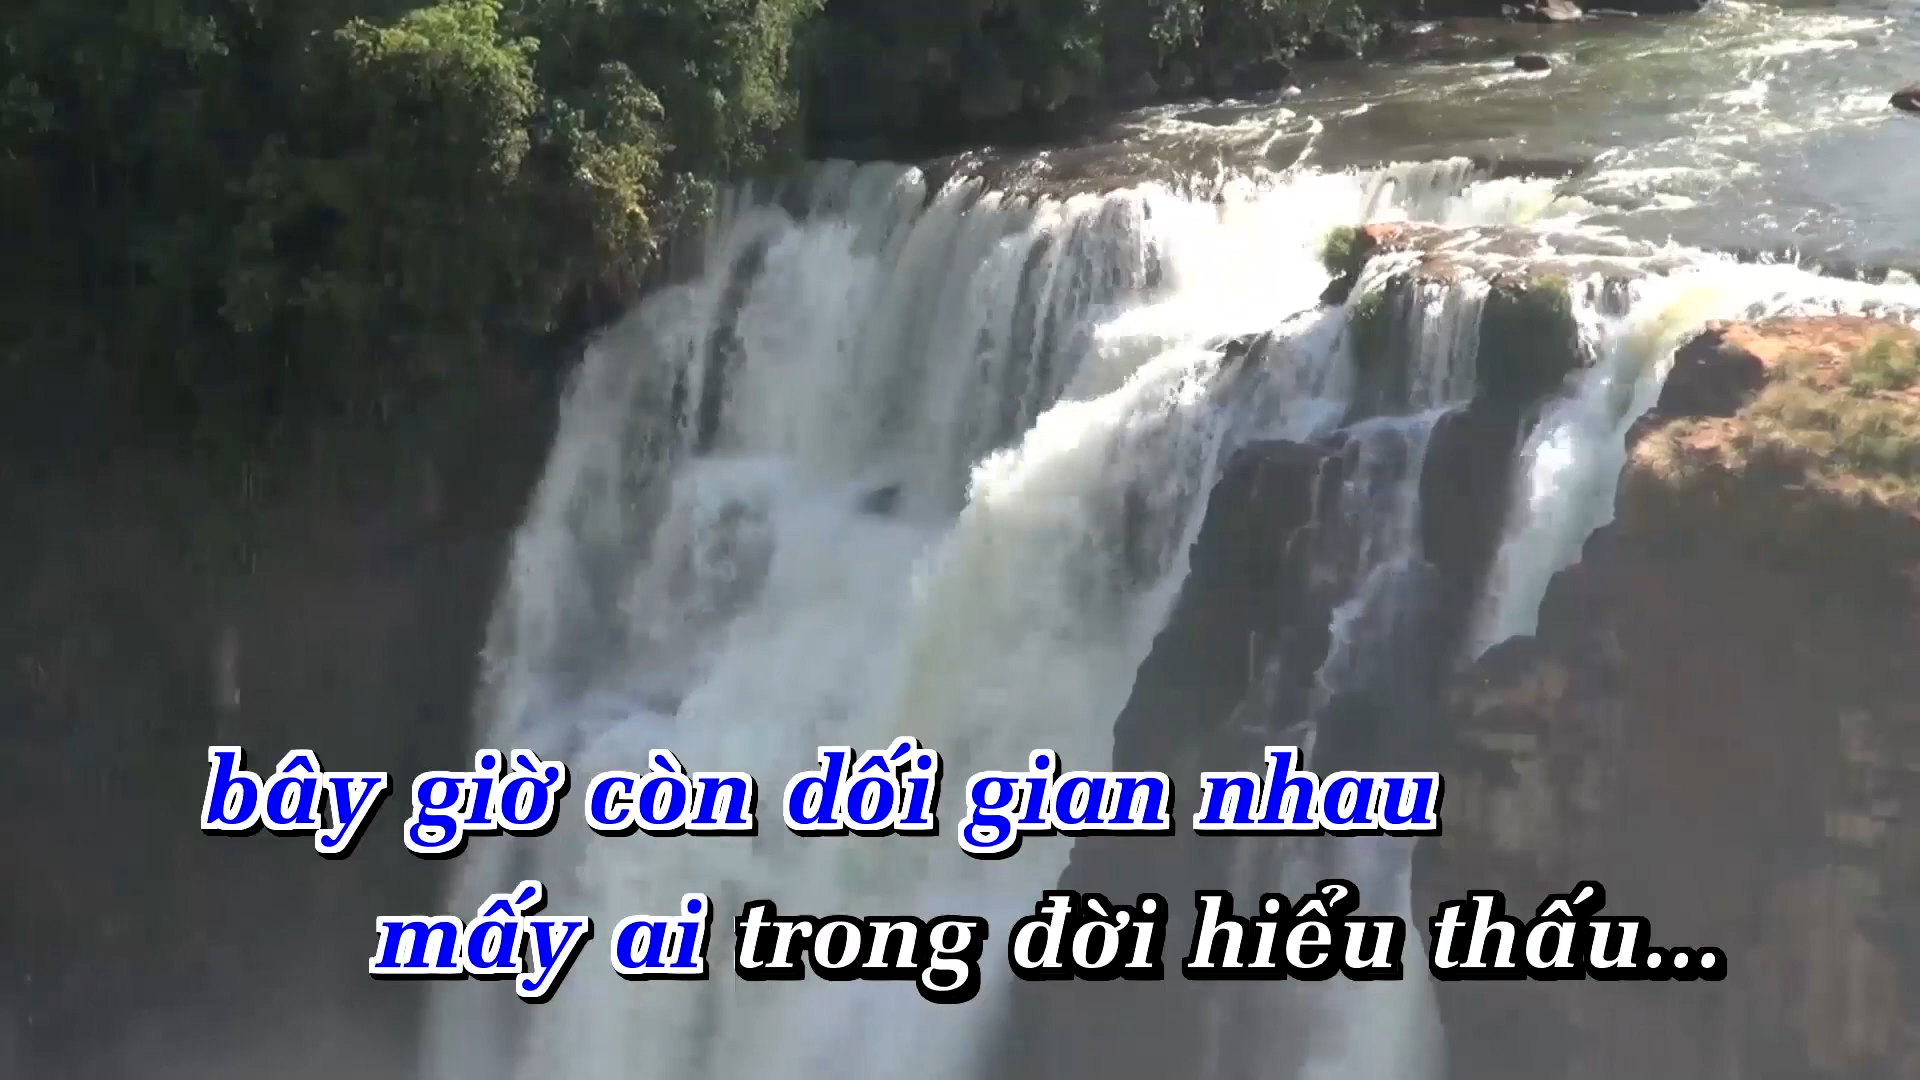 bây giờ còn dối gian nhau
mấy ai trong đời hiểu thấu...